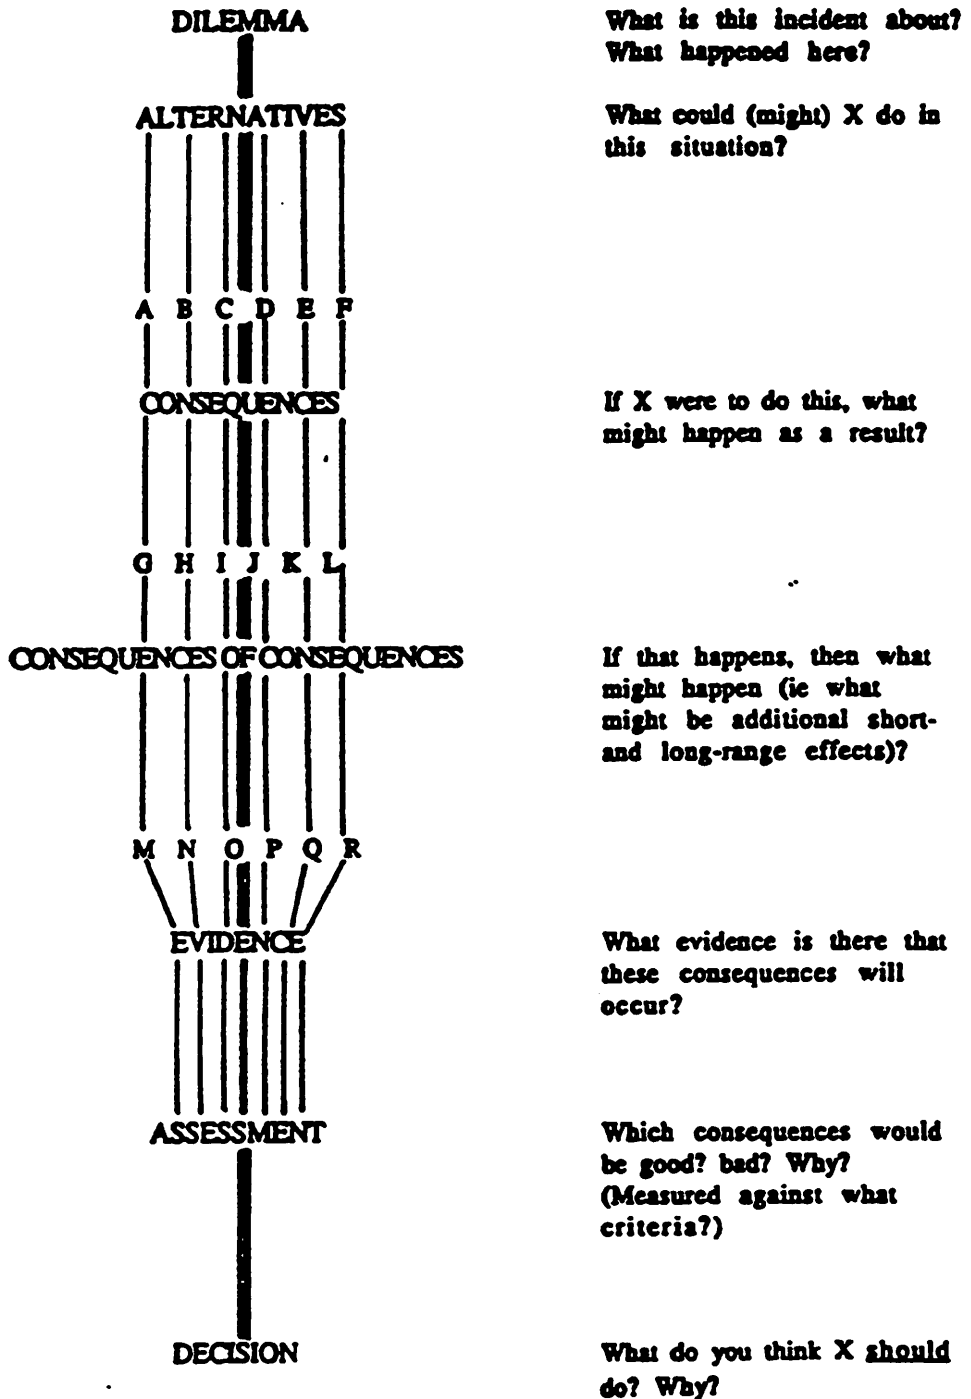 DILEMMA
What is this incident about?
What happened here?
ALTERNATIVES
What could (might) X do in
this situation?
A B C D E F
CONSEQUENCES
If X were to do this, what
might happen as a result?
G H I J K L
CONSEQUENCES OF CONSEQUENCES
If that happens, then what
might happen (ie what
might be additional short-
and long-range effects)?
M N O P Q R
EVIDENCE
What evidence is there that
these consequences will
occur?
ASSESSMENT
Which consequences would
be good? bad? Why?
(Measured against what
criteria?)
DECISION
What do you think X should
do? Why?